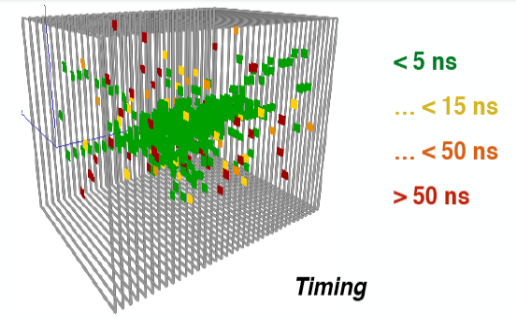 < 5 ns
... < 15 ns
... < 50 ns
> 50 ns
Timing